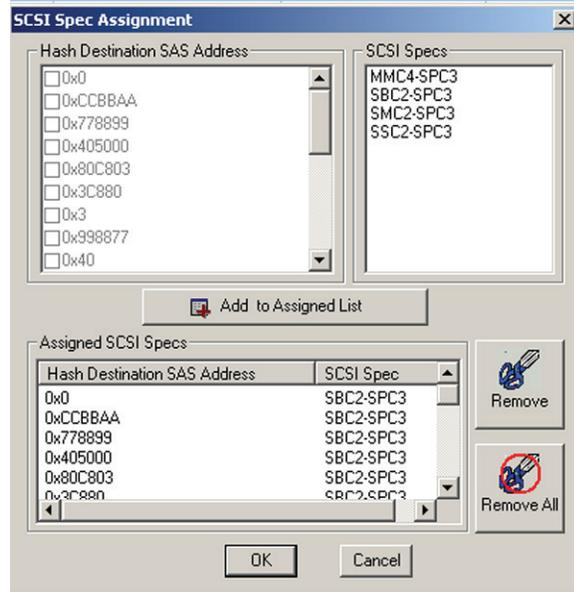 SCSI Spec Assignment
Hash Destination SAS Address
0x0
0xCCBBAA
0x778899
0x405000
0x80C803
0x3C880
0x3
0x998877
0x40
SCSI Specs
MMC4-SPC3
SBC2-SPC3
SMC2-SPC3
SSC2-SPC3
Add to Assigned List
Assigned SCSI Specs
Hash Destination SAS Address SCSI Spec
0x0 SBC2-SPC3
0xCCBBAA SBC2-SPC3
0x778899 SBC2-SPC3
0x405000 SBC2-SPC3
0x80C803 SBC2-SPC3
0x3C880 SBC2-SPC3
Remove
Remove All
OK
Cancel